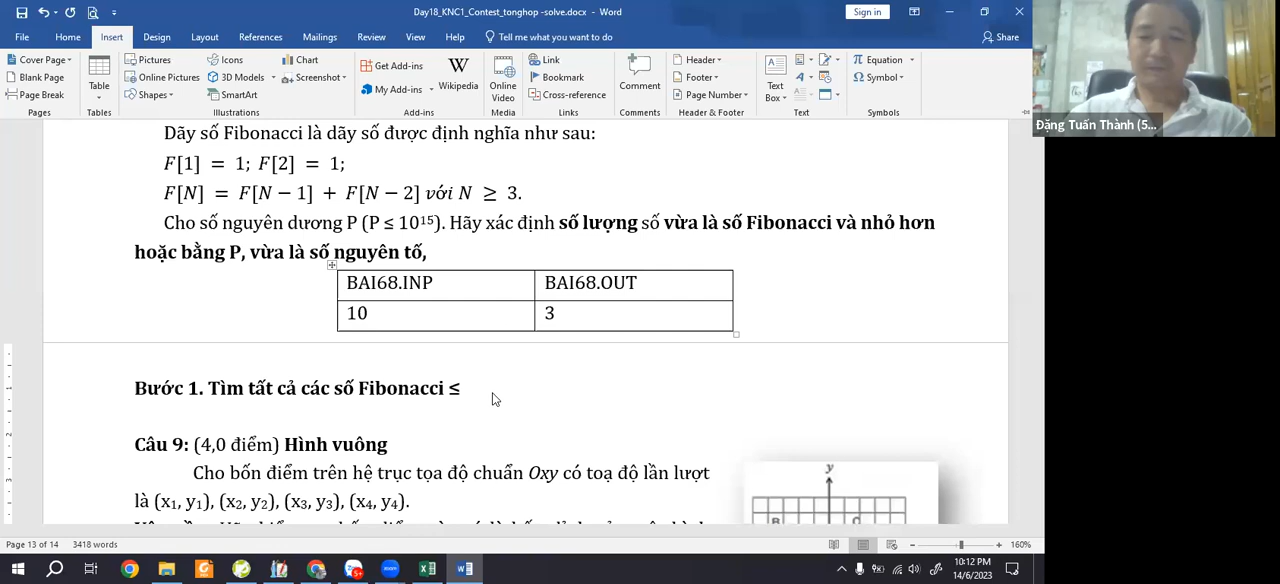 Day18_KNC1_Contest_tonghop -solve.docx - Word
Sign in
File Home Insert Design Layout References Mailings Review View Help Tell me what you want to do Share
Cover Page
Blank Page
Page Break
Pages
Table
Tables
Pictures
Online Pictures
Shapes
Icons
3D Models
SmartArt
Chart
Screenshot
Illustrations
Get Add-ins
My Add-ins
Wikipedia
Add-ins
Online Video
Media
Link
Bookmark
Cross-reference
Links
Comment
Comments
Header
Footer
Page Number
Header & Footer
Text Box
Text
Equation
Symbol
Symbols
Đặng Tuấn Thành (5...
Dãy số Fibonacci là dãy số được định nghĩa như sau:
F[1] = 1; F[2] = 1;
F[N] = F[N − 1] + F[N − 2] với N ≥ 3.
Cho số nguyên dương P (P ≤ 10¹⁵). Hãy xác định số lượng số vừa là số Fibonacci và nhỏ hơn
hoặc bằng P, vừa là số nguyên tố,
BAI68.INP BAI68.OUT
10 3
Bước 1. Tìm tất cả các số Fibonacci ≤
Câu 9: (4,0 điểm) Hình vuông
Cho bốn điểm trên hệ trục tọa độ chuẩn Oxy có toạ độ lần lượt
là (x₁, y₁), (x₂, y₂), (x₃, y₃), (x₄, y₄).
y
B C
Page 13 of 14 3418 words
160%
10:12 PM
14/6/2023